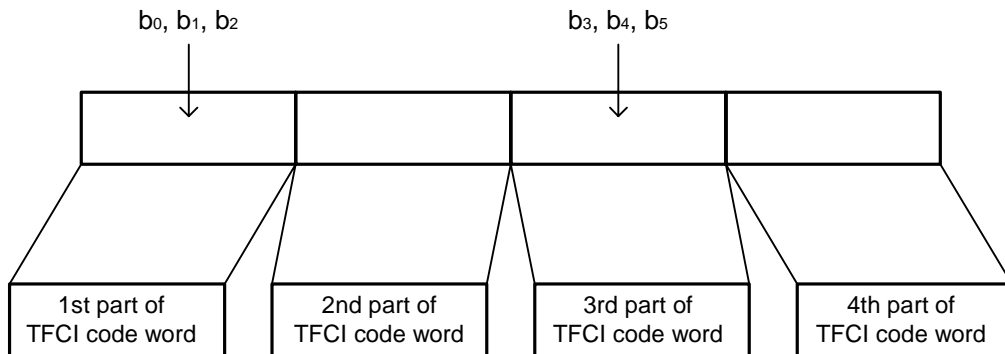 b0, b1, b2
b3, b4, b5
1st part of
TFCI code word
2nd part of
TFCI code word
3rd part of
TFCI code word
4th part of
TFCI code word